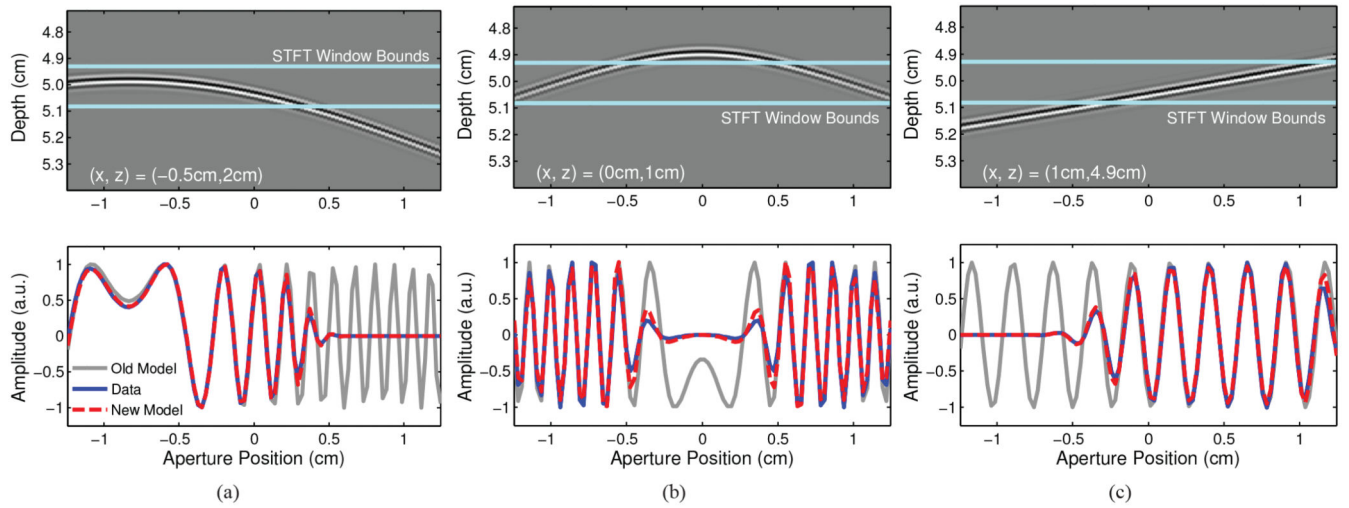 4.8
4.9
5.0
5.1
5.2
5.3
Depth (cm)
STFT Window Bounds
(x, z) = (−0.5cm,2cm)
−1 −0.5 0 0.5 1
4.8
4.9
5.0
5.1
5.2
5.3
Depth (cm)
STFT Window Bounds
(x, z) = (0cm,1cm)
−1 −0.5 0 0.5 1
4.8
4.9
5.0
5.1
5.2
5.3
Depth (cm)
STFT Window Bounds
(x, z) = (1cm,4.9cm)
−1 −0.5 0 0.5 1
1
0.5
0
−0.5
−1
Amplitude (a.u.)
Old Model
Data
New Model
−1 −0.5 0 0.5 1
Aperture Position (cm)
(a)
1
0.5
0
−0.5
−1
Amplitude (a.u.)
−1 −0.5 0 0.5 1
Aperture Position (cm)
(b)
1
0.5
0
−0.5
−1
Amplitude (a.u.)
−1 −0.5 0 0.5 1
Aperture Position (cm)
(c)